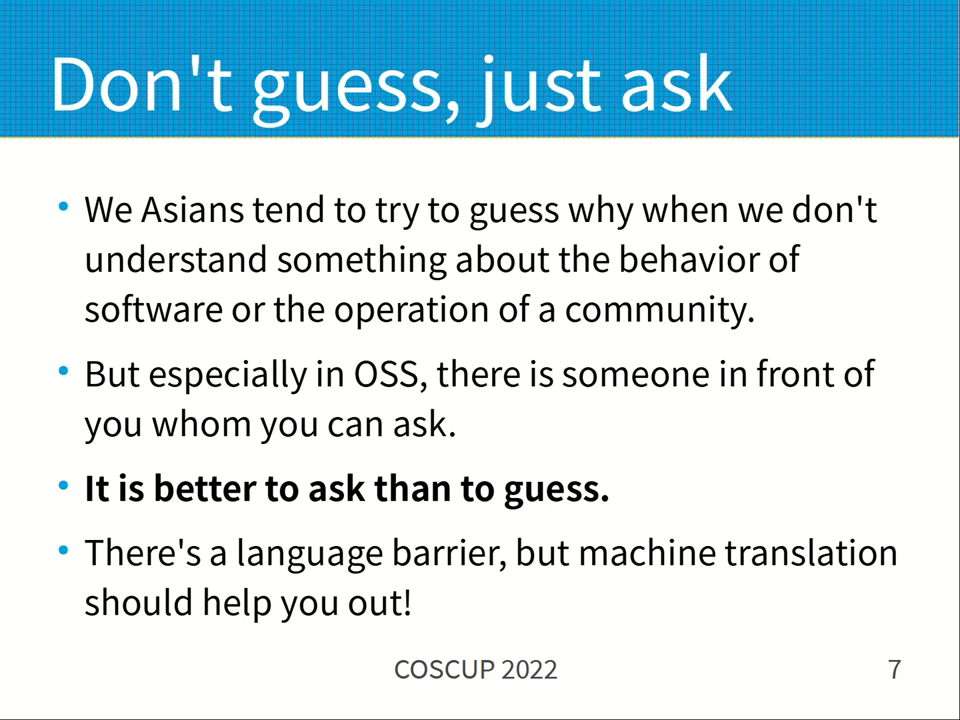 Don't guess, just ask
• We Asians tend to try to guess why when we don't
understand something about the behavior of
software or the operation of a community.
• But especially in OSS, there is someone in front of
you whom you can ask.
• It is better to ask than to guess.
• There's a language barrier, but machine translation
should help you out!
COSCUP 2022
7